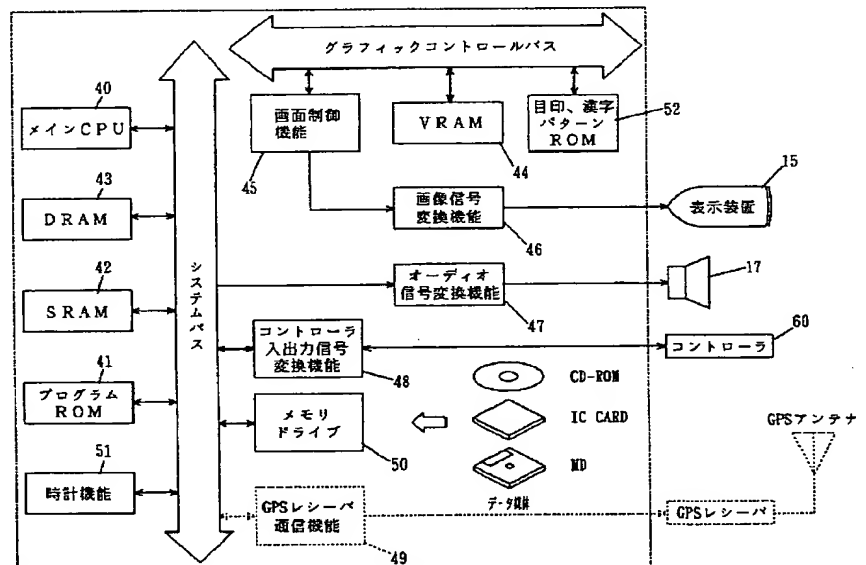 グラフィックコントロールバス
40
メインCPU
画面制御
機能
45
VRAM
44
目印、漢字
パターン
ROM
52
43
DRAM
画像信号
変換機能
46
15
表示装置
42
SRAM
システムバス
オーディオ
信号変換機能
47
17
41
プログラム
ROM
コントローラ
入出力信号
変換機能
48
60
コントローラ
CD-ROM
メモリ
ドライブ
50
IC CARD
GPSアンテナ
51
時計機能
MD
データ媒体
GPSレシーバ
通信機能
49
GPSレシーバ